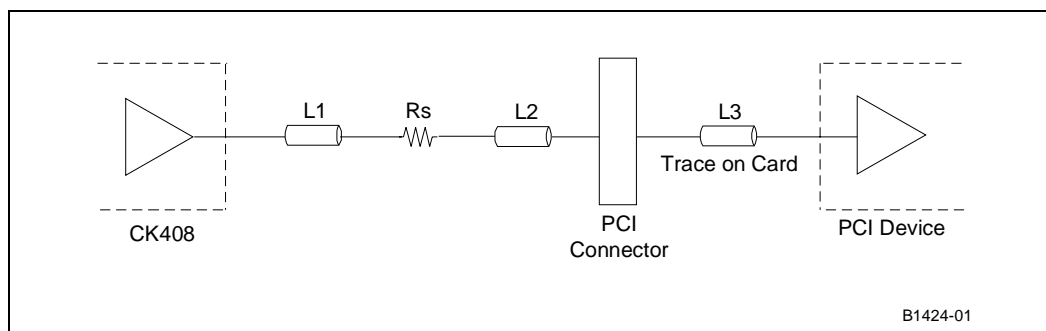 L1
Rs
L2
L3
Trace on Card
CK408
PCI
Connector
PCI Device
B1424-01